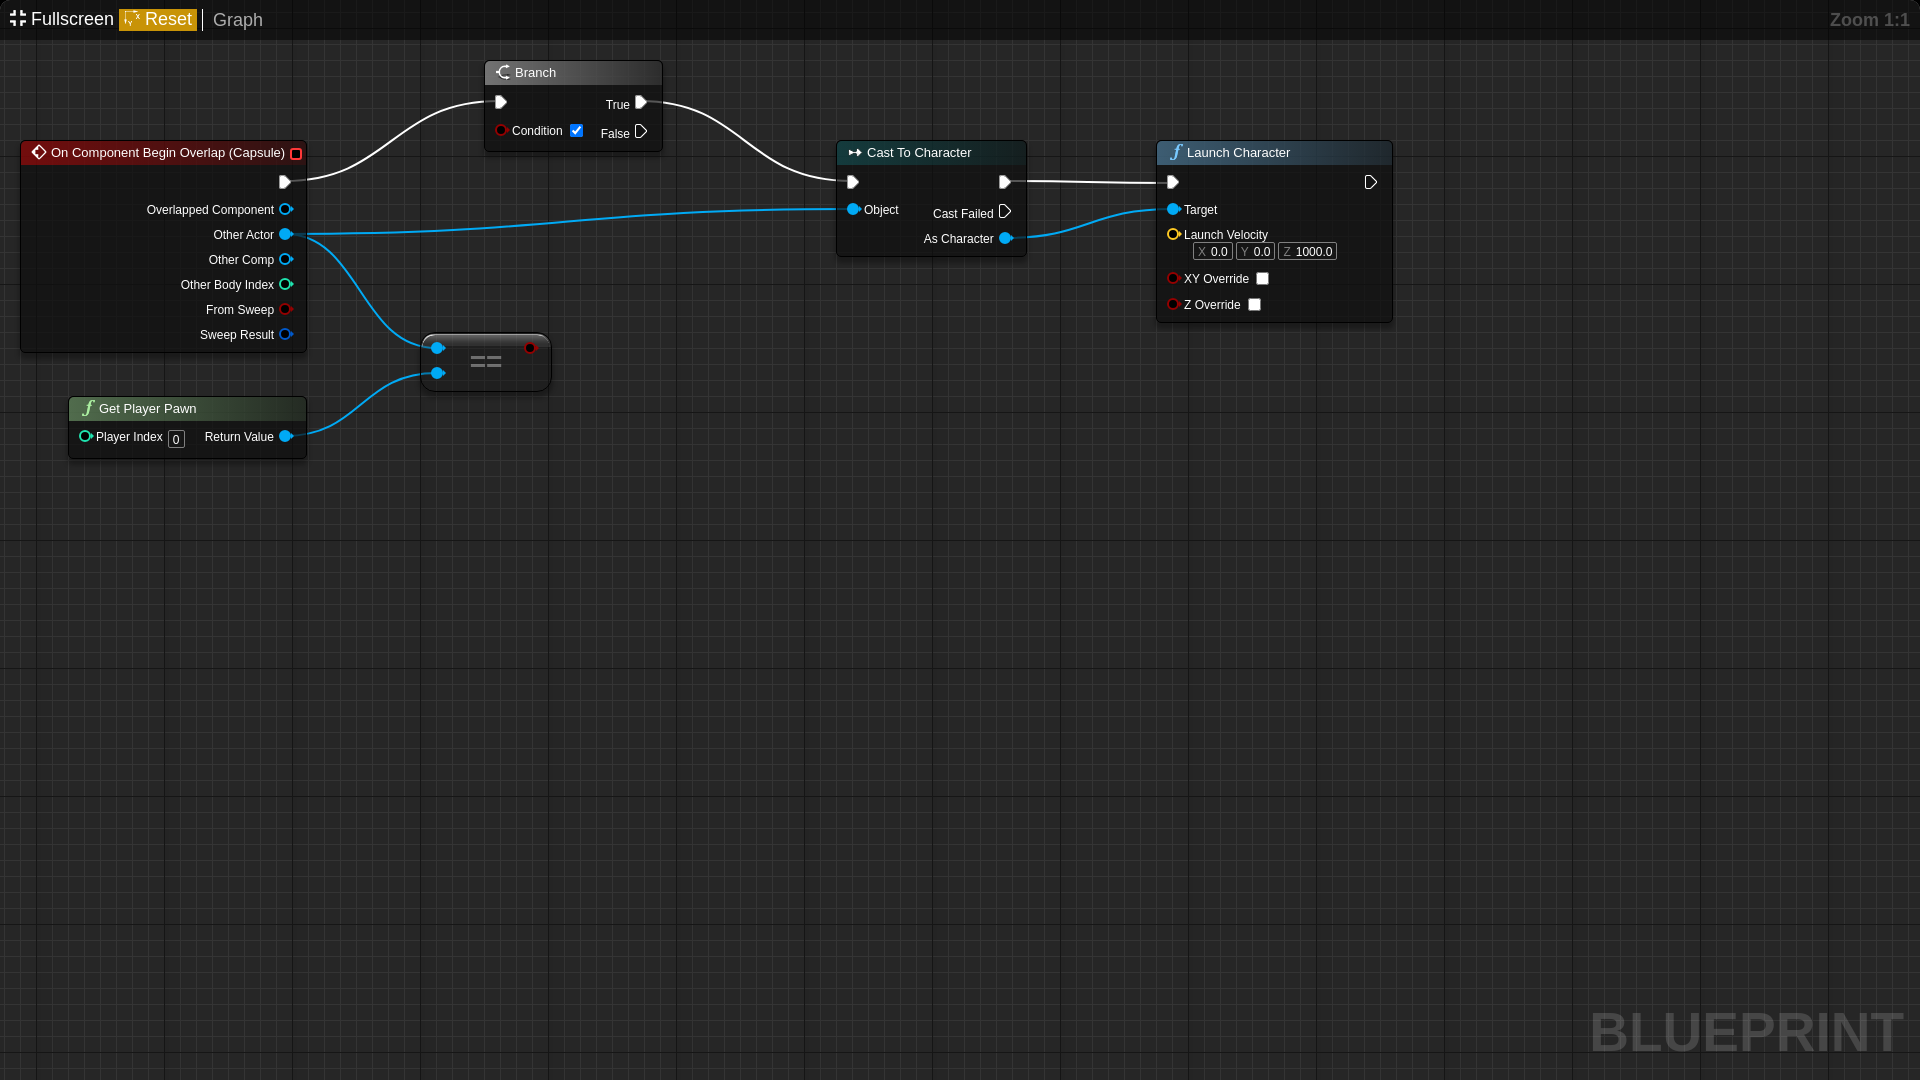 Fullscreen Reset Graph Zoom 1:1
Branch
True
Condition False
On Component Begin Overlap (Capsule)
Overlapped Component
Other Actor
Other Comp
Other Body Index
From Sweep
Sweep Result
Cast To Character
Object
Cast Failed
As Character
Launch Character
Target
Launch Velocity
X 0.0 Y 0.0 Z 1000.0
XY Override
Z Override
==
Get Player Pawn
Player Index 0 Return Value
BLUEPRINT